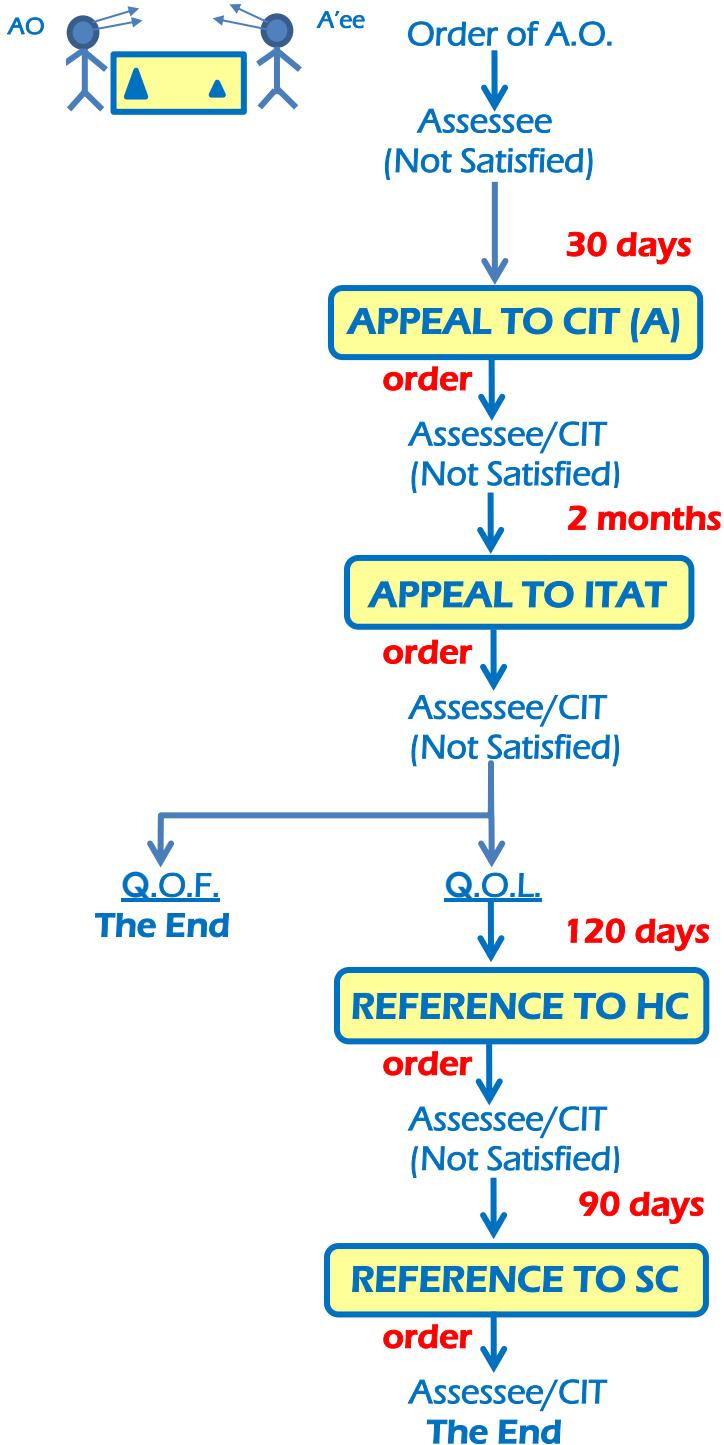 AO
A'ee
Order of A.O.
Assessee
(Not Satisfied)
30 days
APPEAL TO CIT (A)
order
Assessee/CIT
(Not Satisfied)
2 months
APPEAL TO ITAT
order
Assessee/CIT
(Not Satisfied)
Q.O.F.
The End
Q.O.L.
120 days
REFERENCE TO HC
order
Assessee/CIT
(Not Satisfied)
90 days
REFERENCE TO SC
order
Assessee/CIT
The End